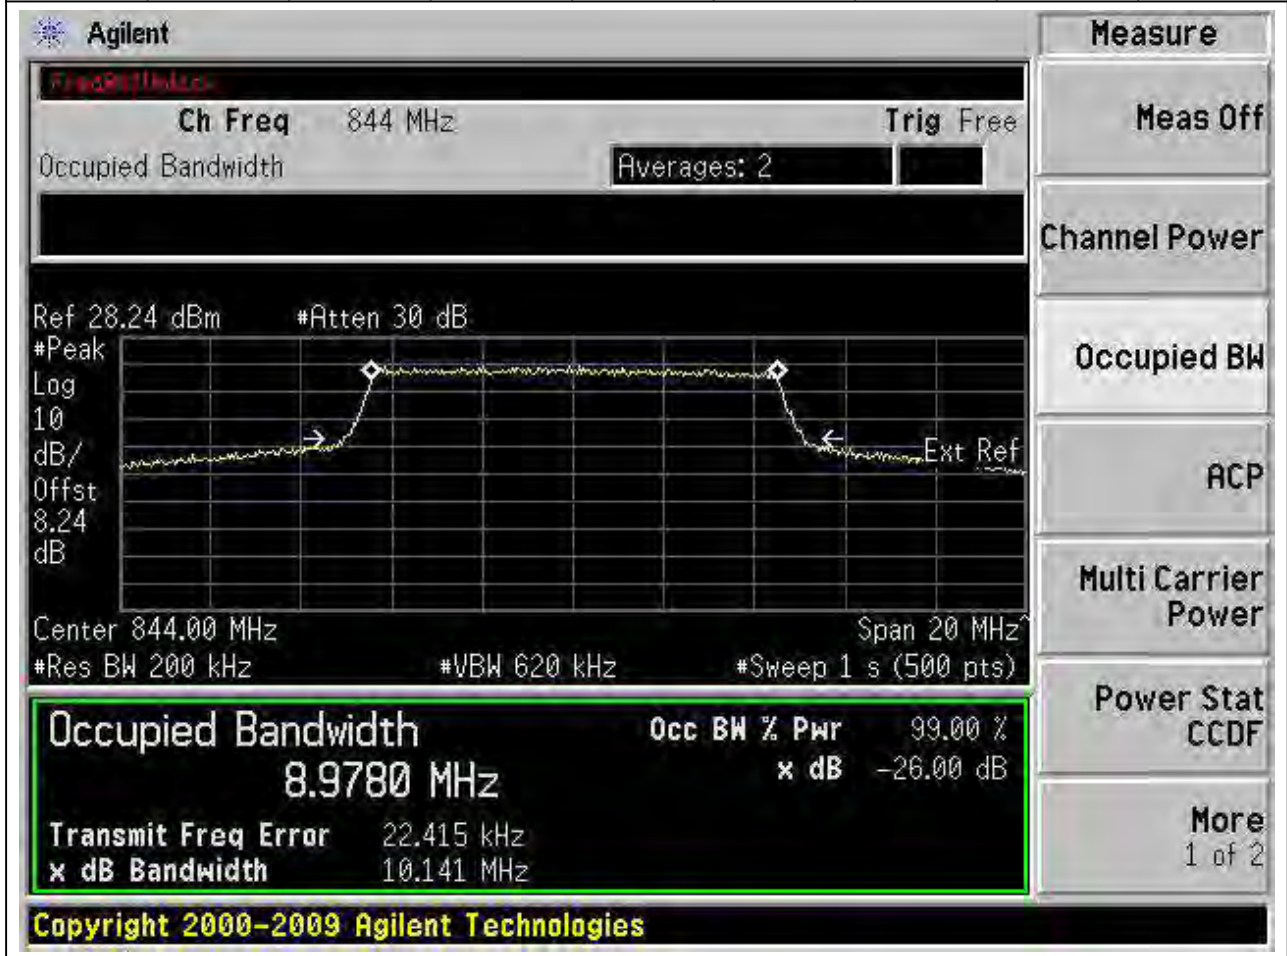 Agilent
Measure
Ch Freq 844 MHz Trig Free
Occupied Bandwidth Averages: 2
Ref 28.24 dBm #Atten 30 dB
#Peak
Log
10
dB/
Offst
8.24
dB
Ext Ref
Center 844.00 MHz Span 20 MHz
#Res BW 200 kHz #VBW 620 kHz #Sweep 1 s (500 pts)
Occupied Bandwidth
8.9780 MHz
Occ BW % Pwr 99.00 %
x dB -26.00 dB
Transmit Freq Error 22.415 kHz
x dB Bandwidth 10.141 MHz
Meas Off
Channel Power
Occupied BW
ACP
Multi Carrier
Power
Power Stat
CCDF
More
1 of 2
Copyright 2000-2009 Agilent Technologies